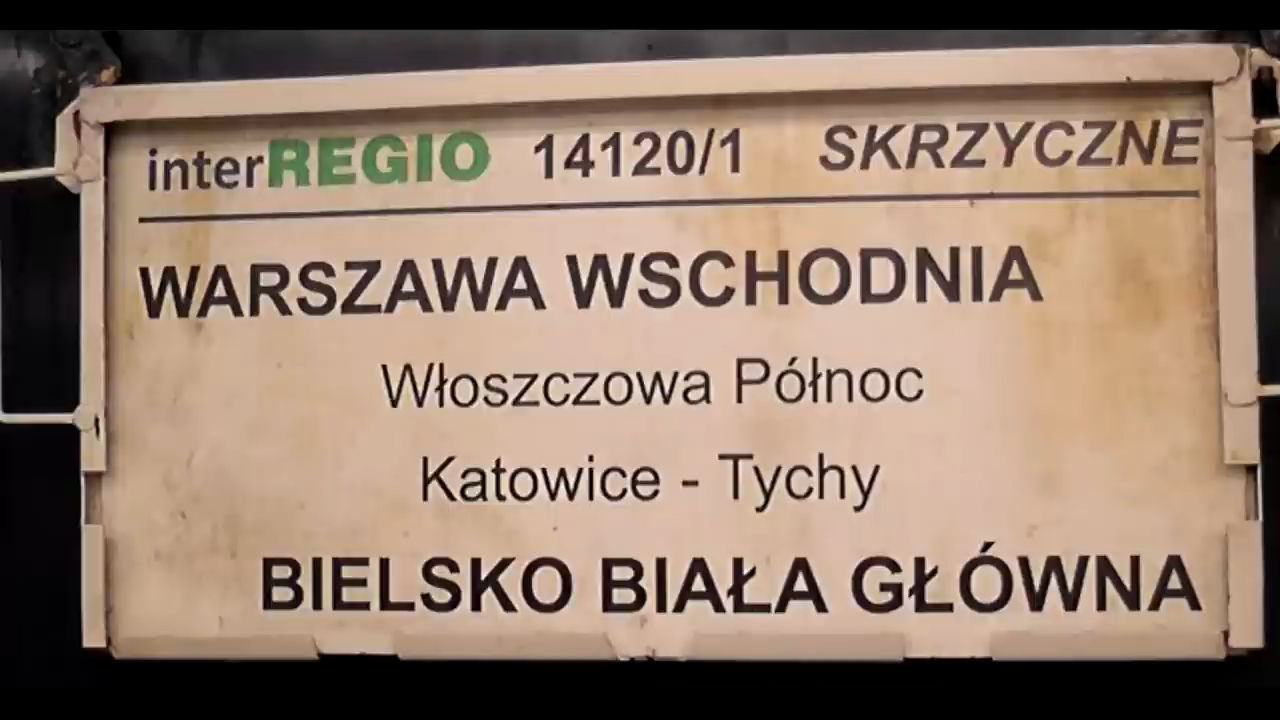 interREGIO 14120/1 SKRZYCZNE
WARSZAWA WSCHODNIA
Włoszczowa Północ
Katowice - Tychy
BIELSKO BIAŁA GŁÓWNA